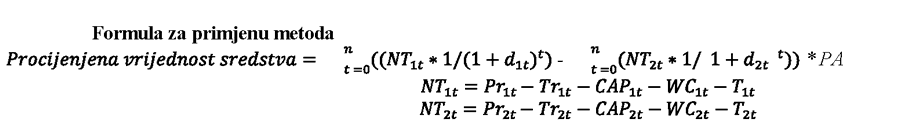 Formula za primjenu metoda
Procijenjena vrijednost sredstva = n t=0 ((NT1t * 1/(1 + d1t)^t) - n t=0 (NT2t * 1/ 1 + d2t ^t)) * PA
NT1t = Pr1t − Tr1t − CAP1t − WC1t − T1t
NT2t = Pr2t − Tr2t − CAP2t − WC2t − T2t